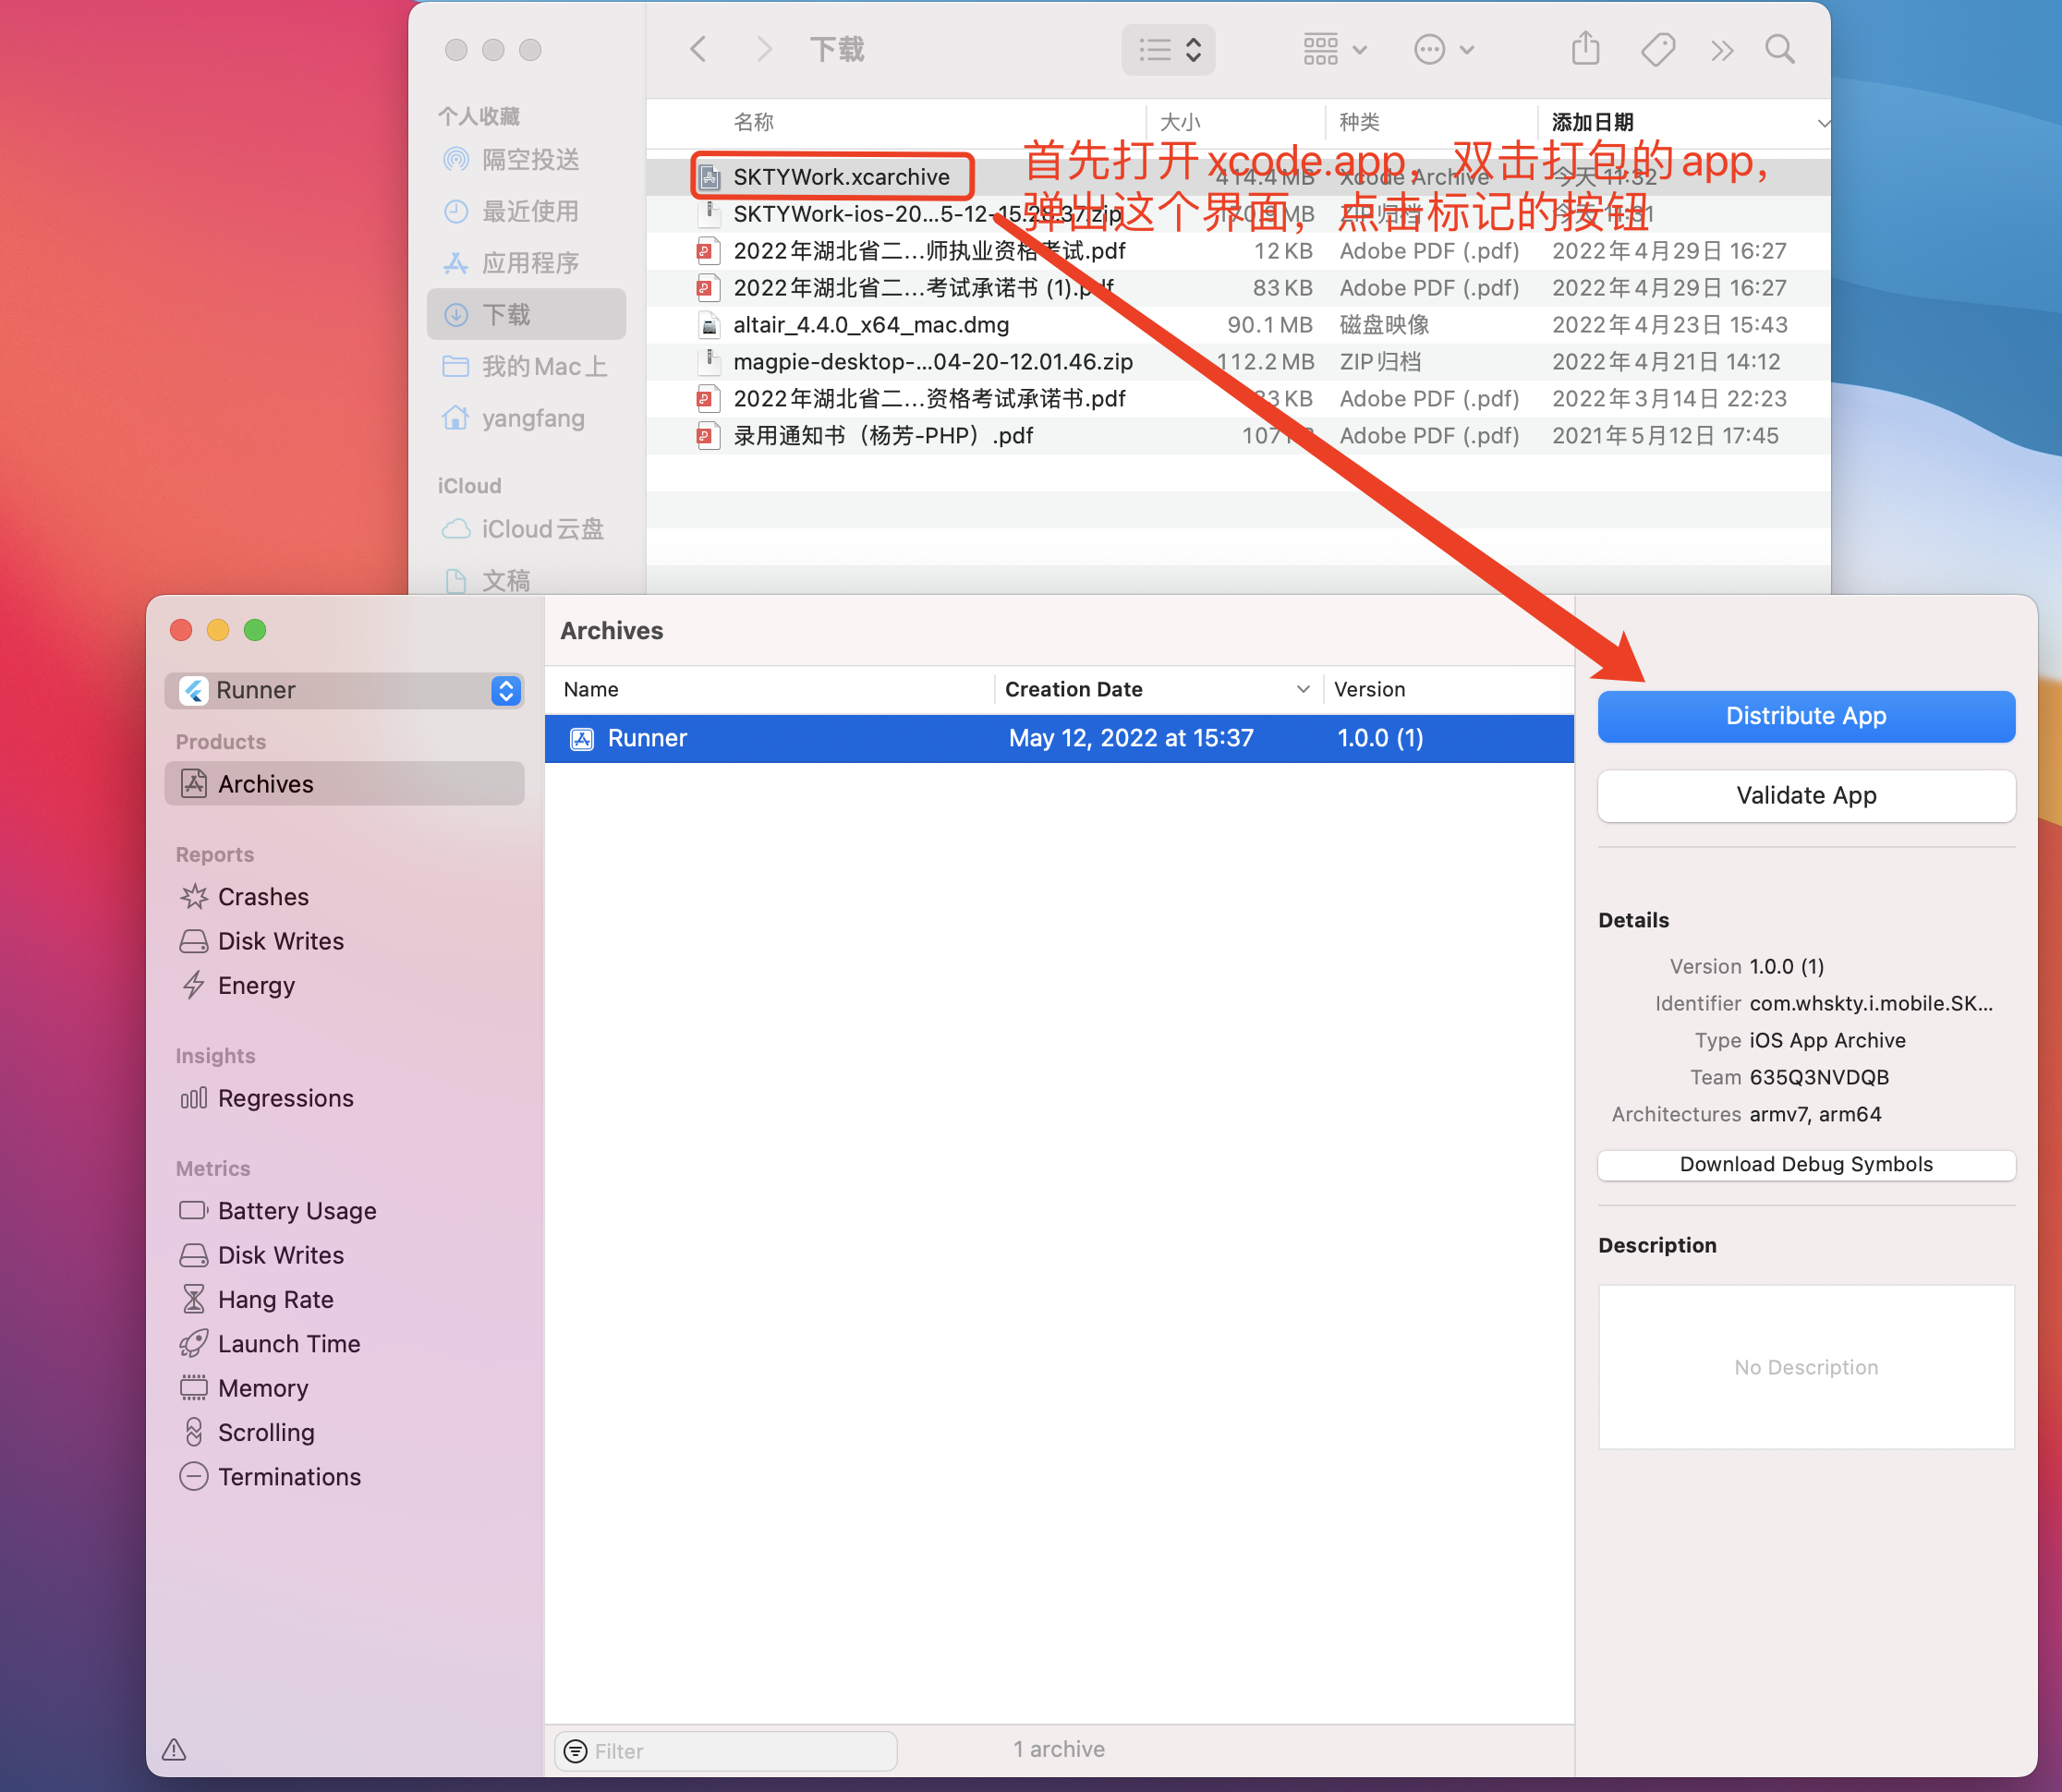 下载
个人收藏
隔空投送
最近使用
应用程序
下载
我的Mac上
yangfang
iCloud
iCloud云盘
文稿
名称 大小 种类 添加日期
首先打开xcode.app，双击打包的app，
弹出这个界面，点击标记的按钮
SKTYWork.xcarchive 414.4 MB Xcode Archive 今天 11:32
SKTYWork-ios-20...5-12-15.28.37.zip 170.9 MB ZIP归档 今天 11:31
2022年湖北省二...师执业资格考试.pdf 12 KB Adobe PDF (.pdf) 2022年4月29日 16:27
2022年湖北省二...考试承诺书 (1).pdf 83 KB Adobe PDF (.pdf) 2022年4月29日 16:27
altair_4.4.0_x64_mac.dmg 90.1 MB 磁盘映像 2022年4月23日 15:43
magpie-desktop-...04-20-12.01.46.zip 112.2 MB ZIP归档 2022年4月21日 14:12
2022年湖北省二...资格考试承诺书.pdf KB Adobe PDF (.pdf) 2022年3月14日 22:23
录用通知书（杨芳-PHP）.pdf Adobe PDF (.pdf) 2021年5月12日 17:45
Runner
Products
Archives
Reports
Crashes
Disk Writes
Energy
Insights
Regressions
Metrics
Battery Usage
Disk Writes
Hang Rate
Launch Time
Memory
Scrolling
Terminations
Archives
Name Creation Date Version
Runner May 12, 2022 at 15:37 1.0.0 (1)
Filter
1 archive
Distribute App
Validate App
Details
Version 1.0.0 (1)
Identifier com.whskty.i.mobile.SK...
Type iOS App Archive
Team 635Q3NVDQB
Architectures armv7, arm64
Download Debug Symbols
Description
No Description